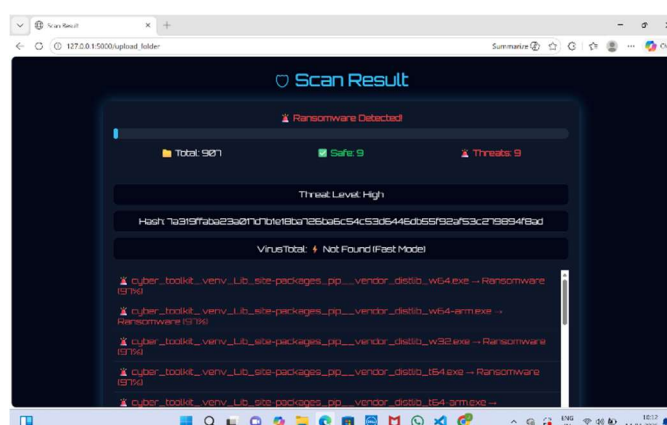 Scan Result
127.0.0.1:5000/upload_folder
Summarize
Scan Result
Ransomware Detected!
Total: 907
Safe: 9
Threats: 9
Threat Level: High
VirusTotal: Not Found (Fast Mode)
cyber_toolkit_venv_Lib_site-packages_pip__vendor_distlib_w64.exe → Ransomware
(97%)
cyber_toolkit_venv_Lib_site-packages_pip__vendor_distlib_w64-arm.exe →
Ransomware (97%)
cyber_toolkit_venv_Lib_site-packages_pip__vendor_distlib_w32.exe → Ransomware
(97%)
cyber_toolkit_venv_Lib_site-packages_pip__vendor_distlib_t64.exe → Ransomware
(97%)
cyber_toolkit_venv_Lib_site-packages_pip__vendor_distlib_t64-arm.exe →
ENG
10:12